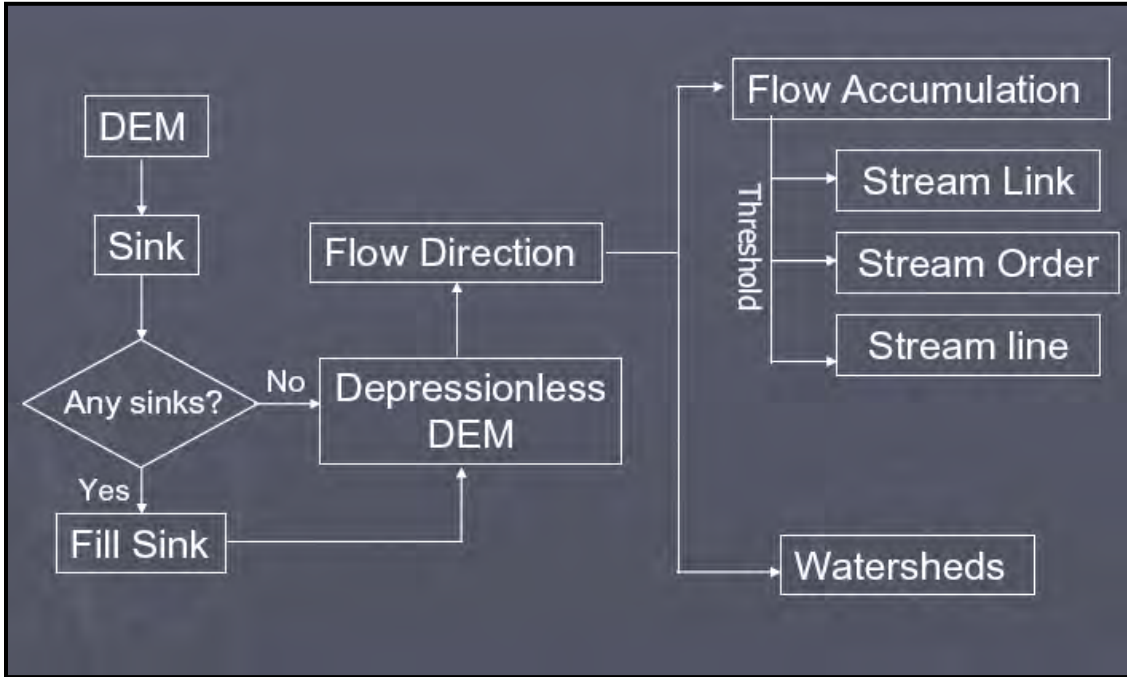 DEM
Sink
Any sinks?
No
Yes
Fill Sink
Depressionless
DEM
Flow Direction
Flow Accumulation
Threshold
Stream Link
Stream Order
Stream line
Watersheds